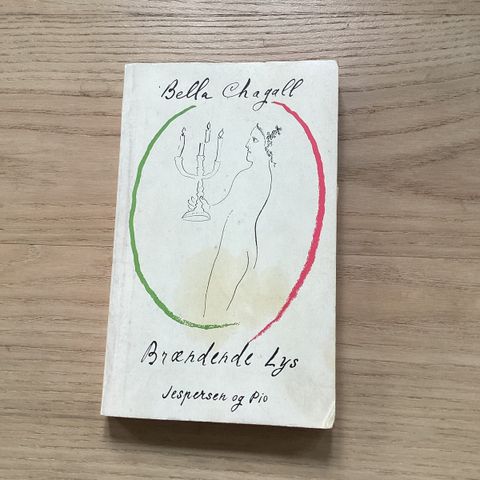 Bella Chagall
Brændende Lys
Jespersen og Pio